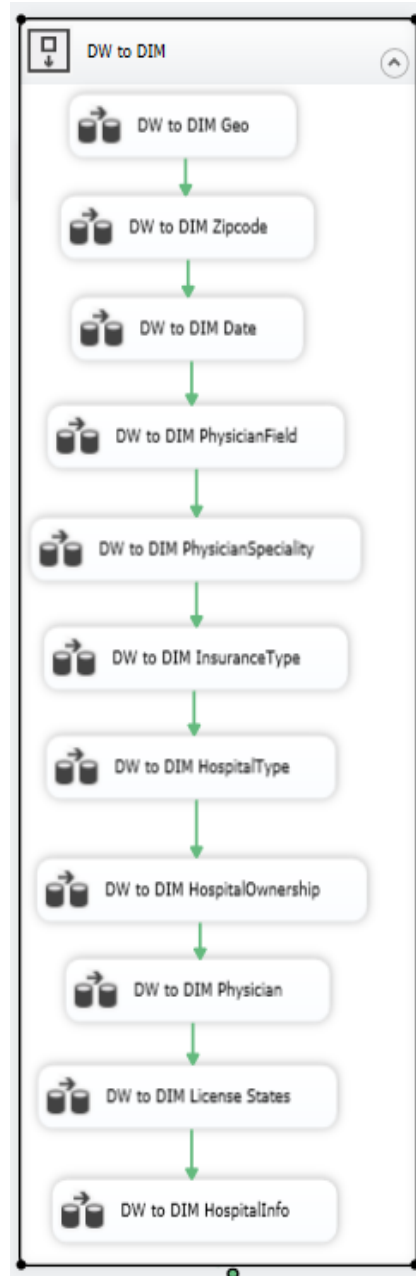 DW to DIM
DW to DIM Geo
DW to DIM Zipcode
DW to DIM Date
DW to DIM PhysicianField
DW to DIM PhysicianSpeciality
DW to DIM InsuranceType
DW to DIM HospitalType
DW to DIM HospitalOwnership
DW to DIM Physician
DW to DIM License States
DW to DIM HospitalInfo